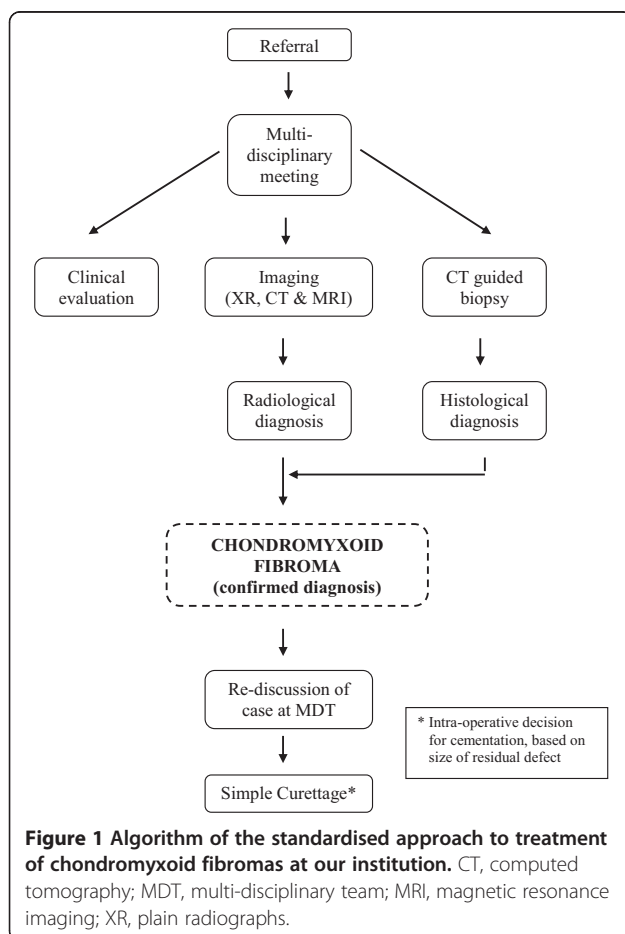 Referral
Multi-
disciplinary
meeting
Clinical
evaluation
Imaging
(XR, CT & MRI)
CT guided
biopsy
Radiological
diagnosis
Histological
diagnosis
CHONDROMYXOID
FIBROMA
(confirmed diagnosis)
Re-discussion of
case at MDT
* Intra-operative decision
for cementation, based on
size of residual defect
Simple Curettage*
Figure 1 Algorithm of the standardised approach to treatment
of chondromyxoid fibromas at our institution. CT, computed
tomography; MDT, multi-disciplinary team; MRI, magnetic resonance
imaging; XR, plain radiographs.